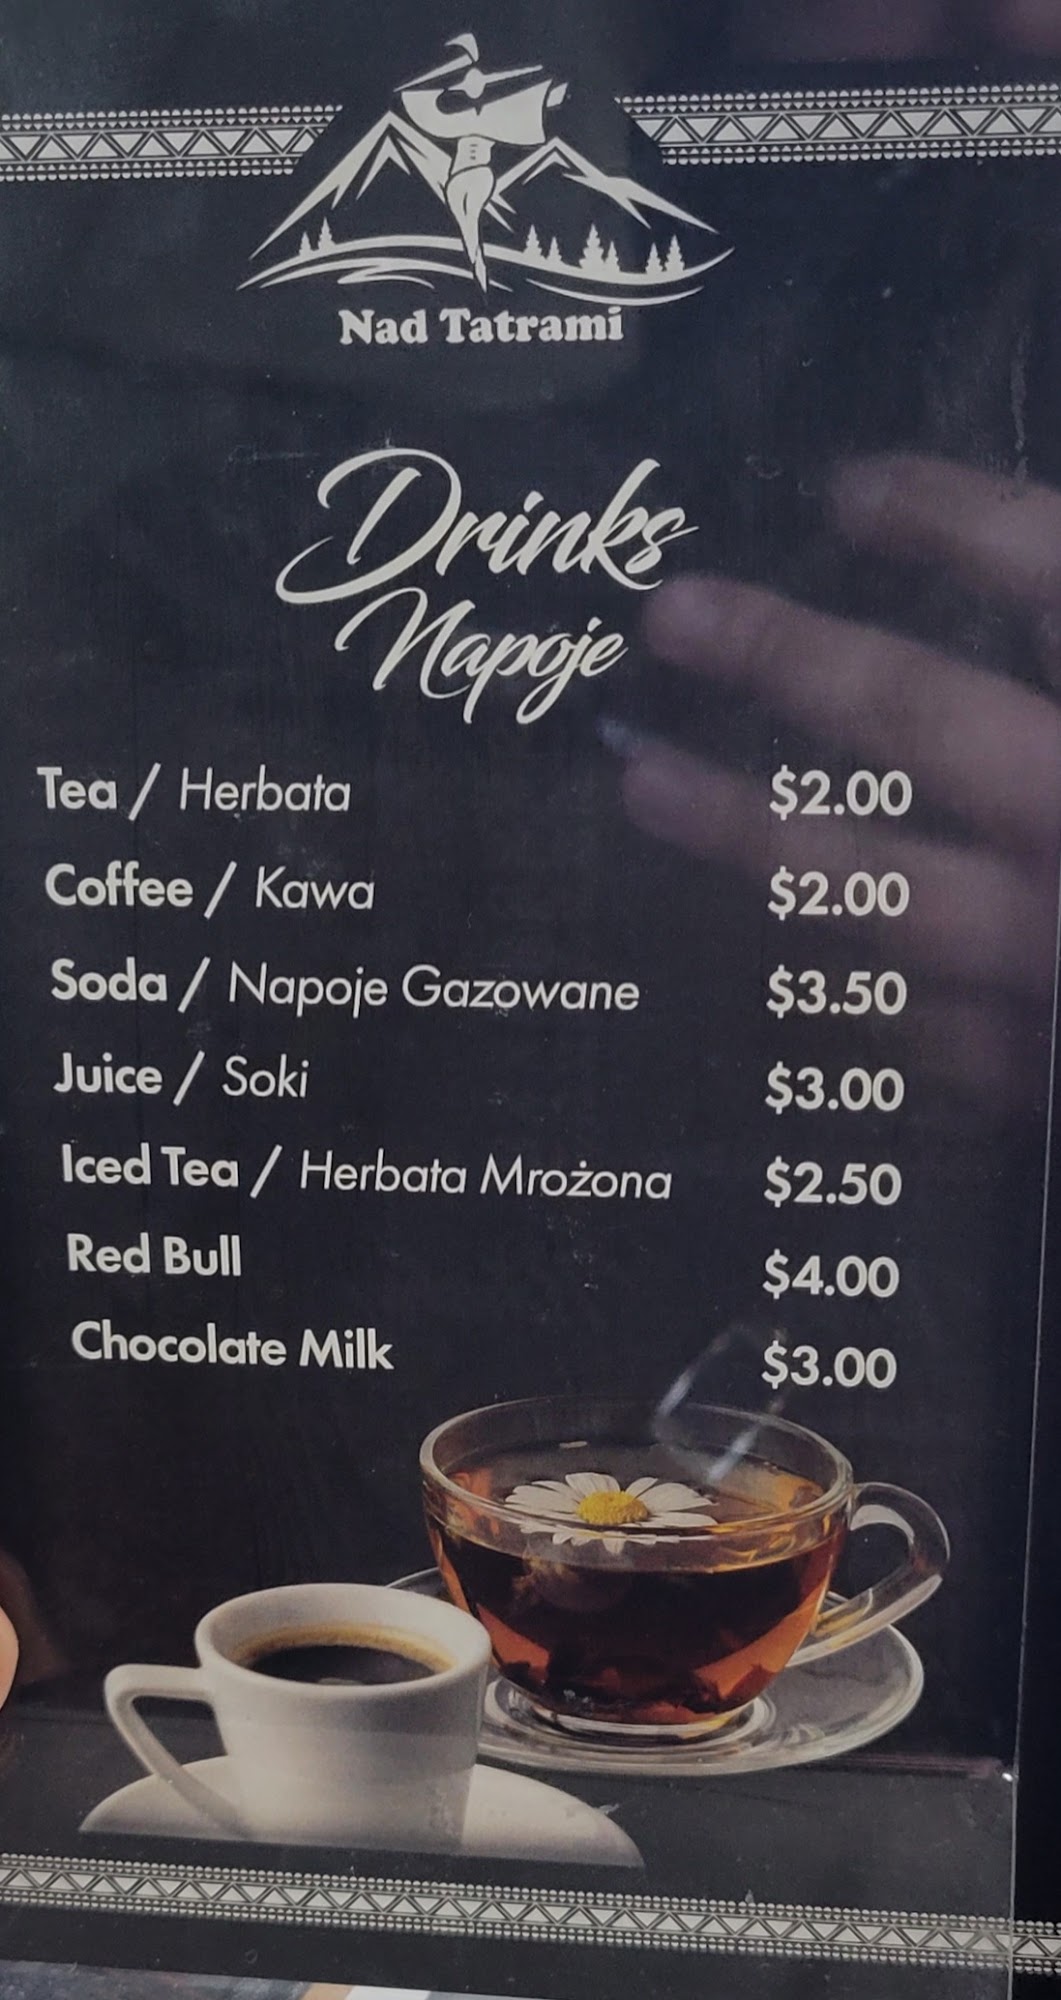 Nad Tatrami
Drinks
Napoje
Tea / Herbata $2.00
Coffee / Kawa $2.00
Soda / Napoje Gazowane $3.50
Juice / Soki $3.00
Iced Tea / Herbata Mrożona $2.50
Red Bull $4.00
Chocolate Milk $3.00